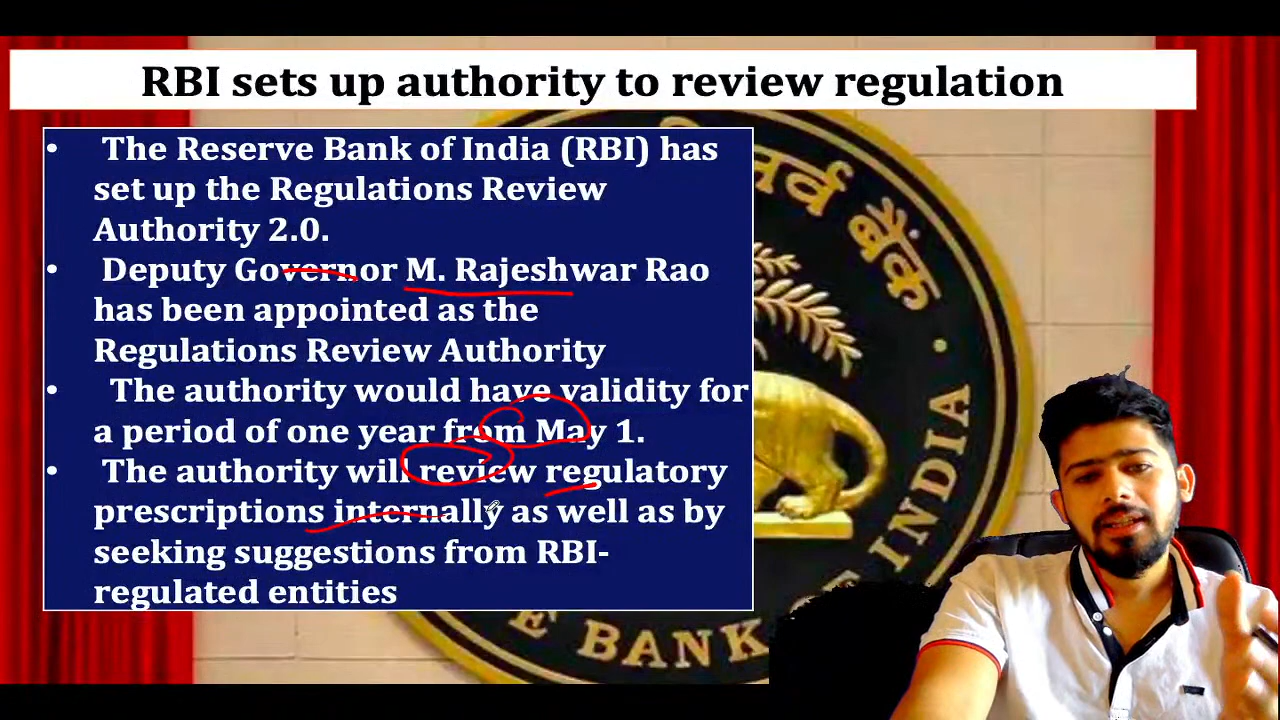 RBI sets up authority to review regulation
• The Reserve Bank of India (RBI) has
set up the Regulations Review
Authority 2.0.
• Deputy Governor M. Rajeshwar Rao
has been appointed as the
Regulations Review Authority
• The authority would have validity for
a period of one year from May 1.
• The authority will review regulatory
prescriptions internally as well as by
seeking suggestions from RBI-
regulated entities
र्व बैंक
E BANK
INDIA